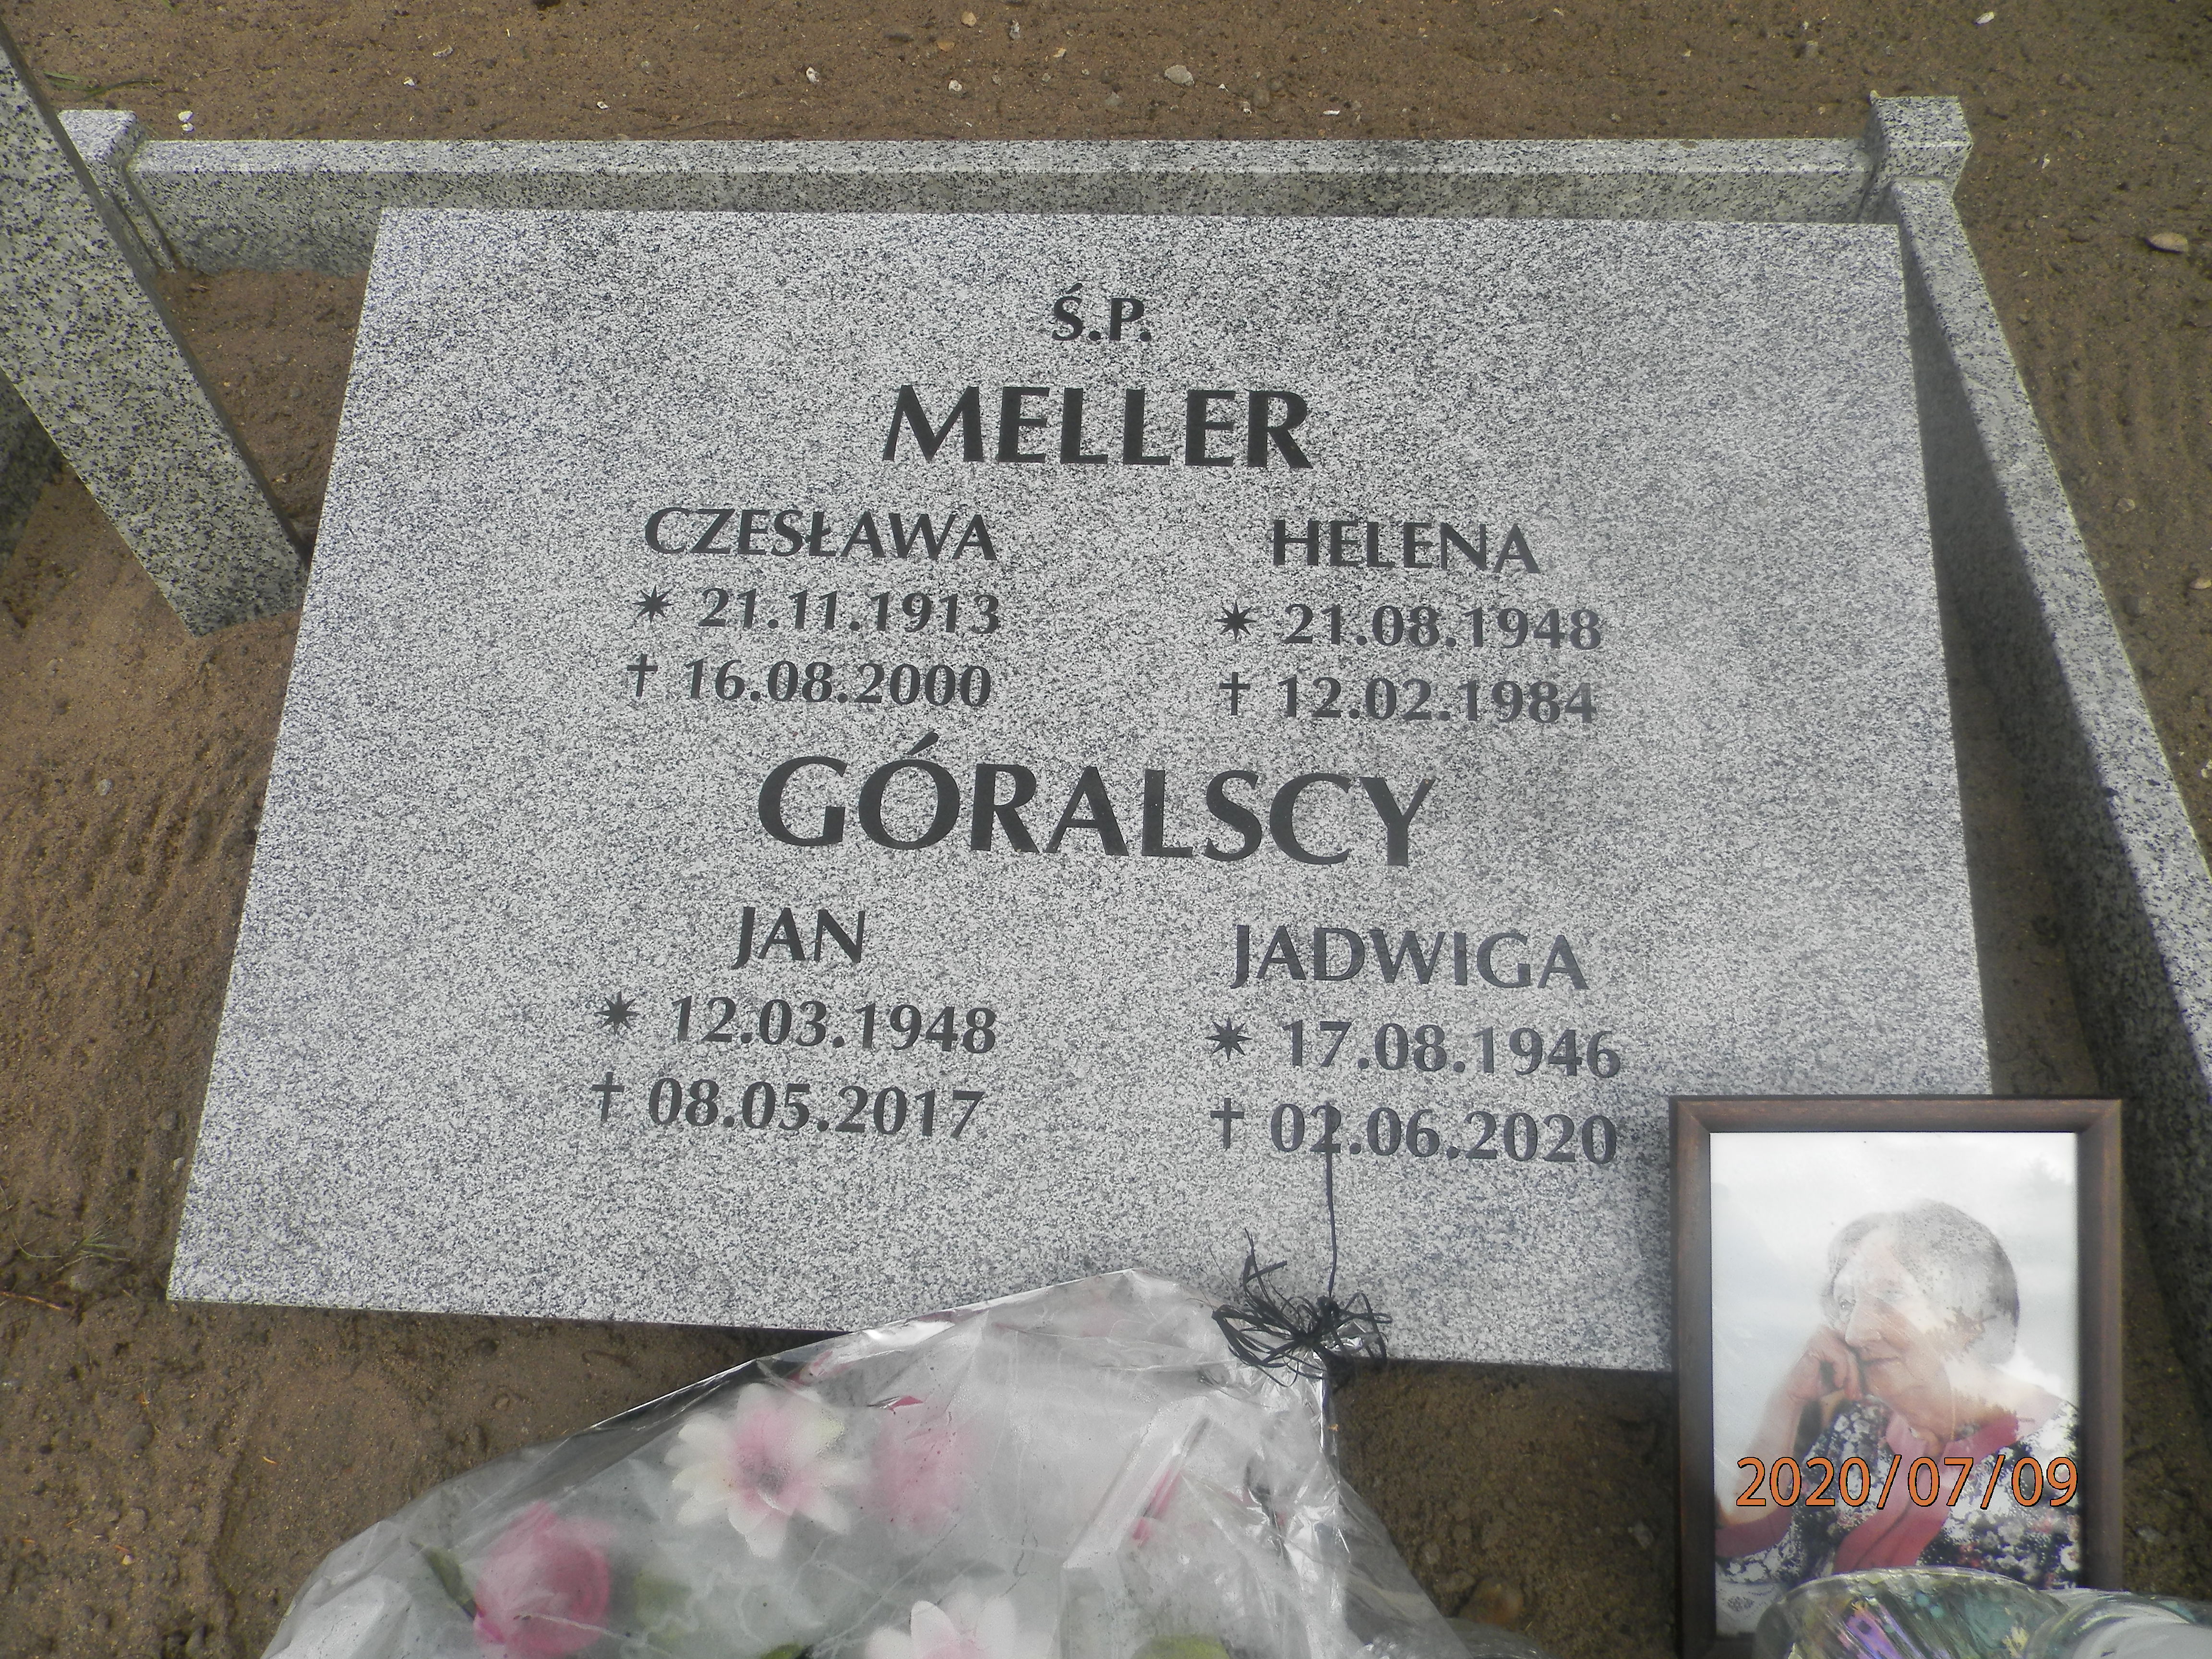 Ś.P.
MELLER
CZESŁAWA HELENA
✷ 21.11.1913 ✷ 21.08.1948
† 16.08.2000 † 12.02.1984
GÓRALSCY
JAN JADWIGA
✷ 12.03.1948 ✷ 17.08.1946
† 08.05.2017 † 02.06.2020
2020/07/09